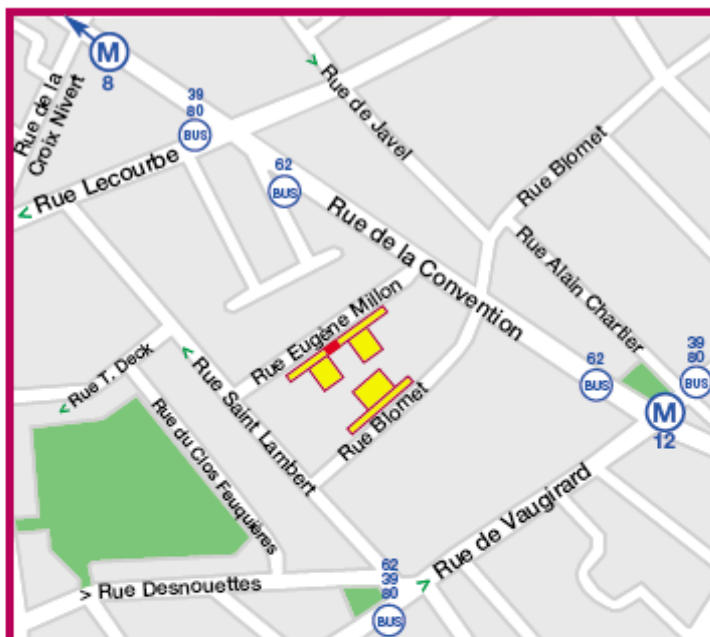 M
8
Rue de la
Croix Nivert
39
80
BUS
Rue Lecourbe
62
BUS
Rue de Javel
Rue Blomet
Rue de la Convention
Rue Alain Chartier
Rue Eugène Millon
Rue T. Deck
Rue Saint Lambert
Rue du Clos Feuquières
Rue Blomet
62
BUS
39
80
BUS
M
12
Rue de Vaugirard
> Rue Desnouettes
62
39
80
BUS